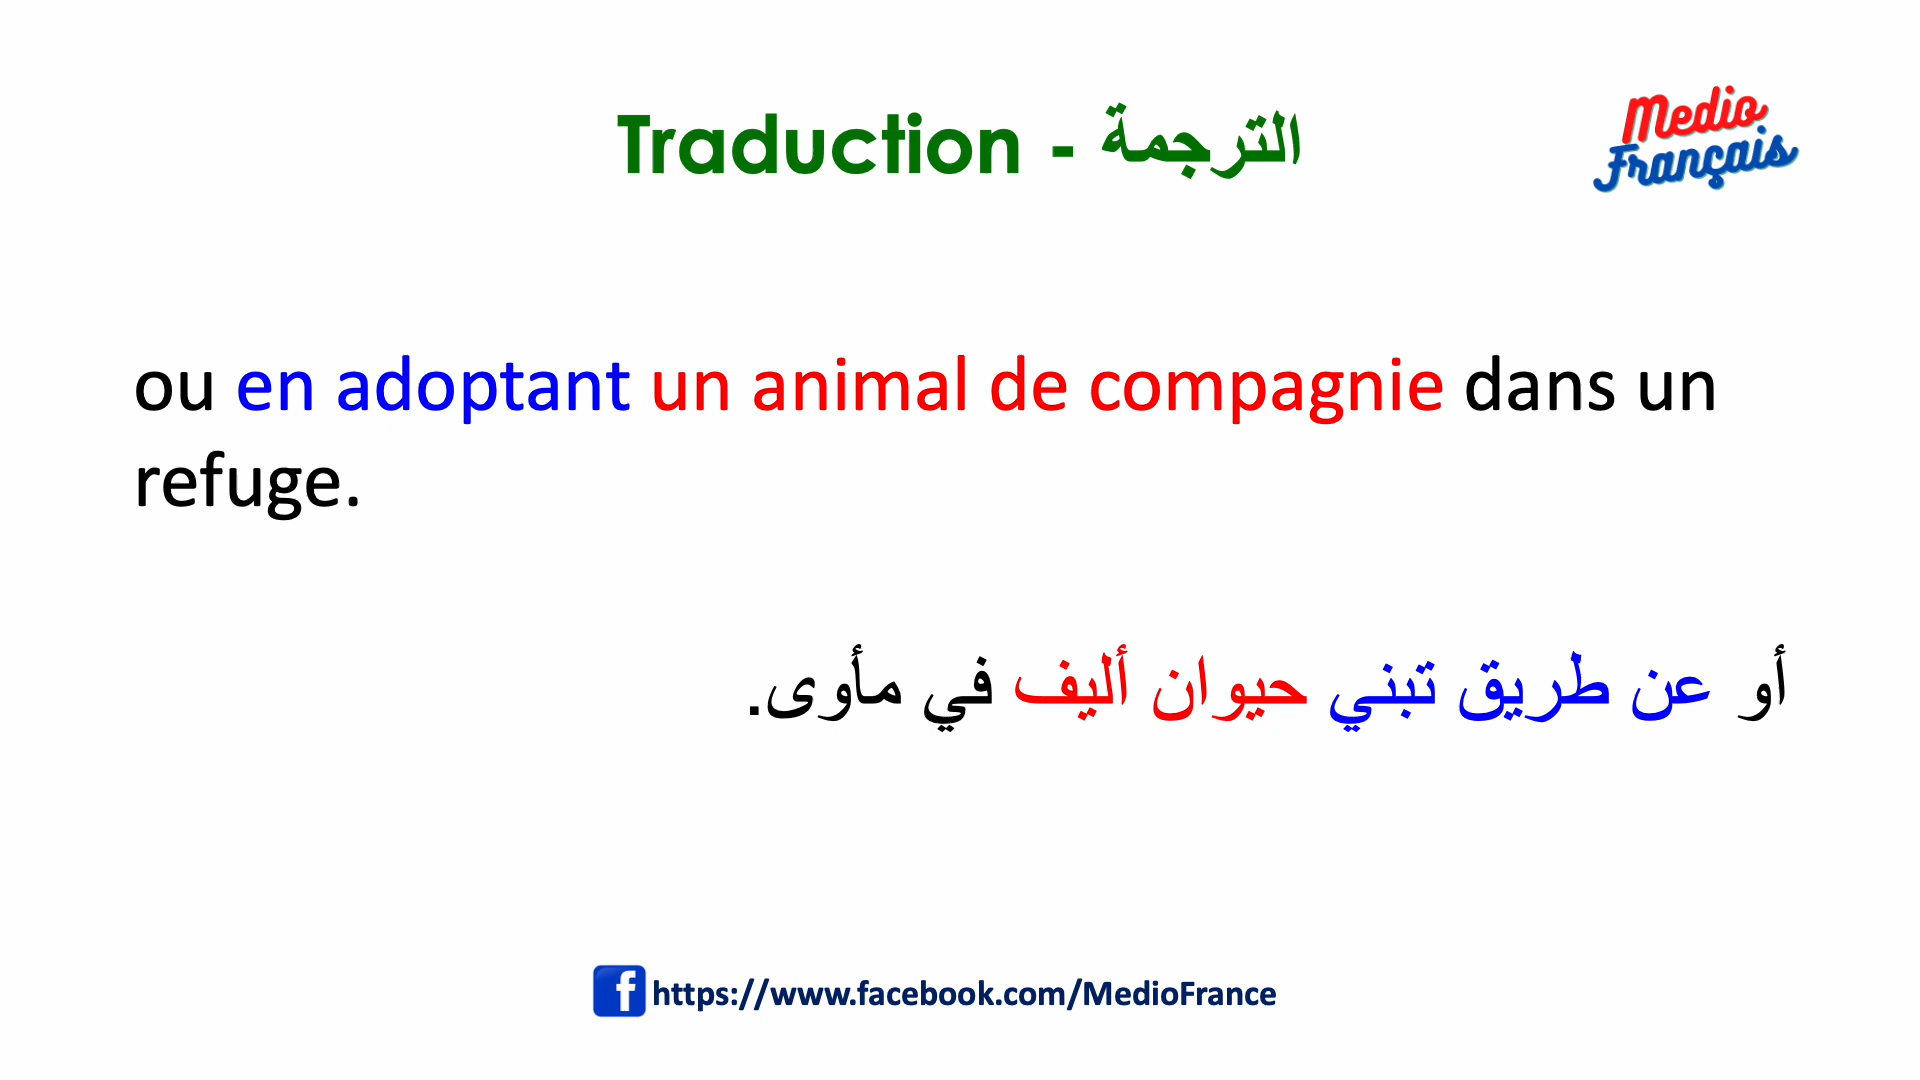 Traduction - الترجمة
Medio
Français
ou en adoptant un animal de compagnie dans un
refuge.
أو عن طريق تبني حيوان أليف في مأوى.
https://www.facebook.com/MedioFrance